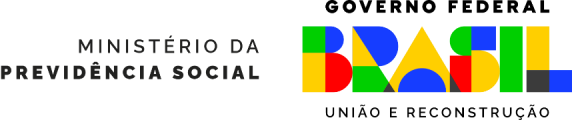 MINISTÉRIO DA
PREVIDÊNCIA SOCIAL
GOVERNO FEDERAL
BRASIL
UNIÃO E RECONSTRUÇÃO